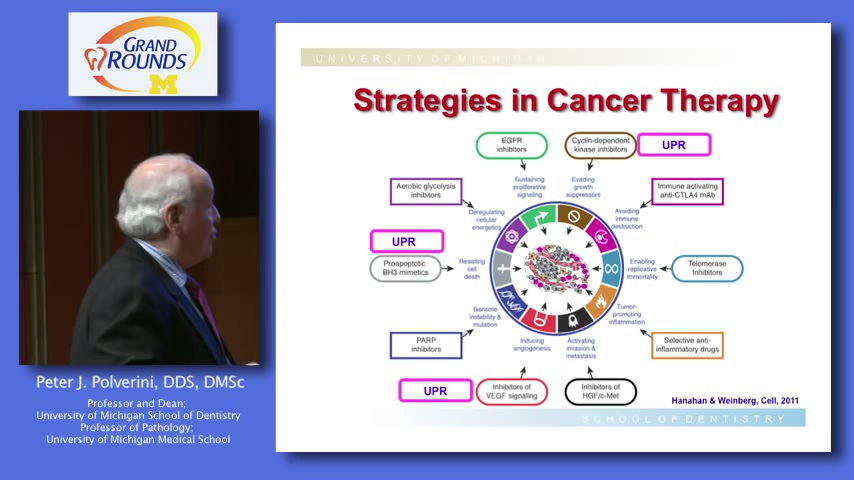 GRAND
ROUNDS
M
Peter J. Polverini, DDS, DMSc
Professor and Dean;
University of Michigan School of Dentistry
Professor of Pathology;
University of Michigan Medical School
UNIVERSITY OF MICHIGAN
Strategies in Cancer Therapy
EGFR
inhibitors
Cyclin-dependent
kinase inhibitors
UPR
Aerobic glycolysis
inhibitors
Sustaining
proliferative
signaling
Evading
growth
suppressors
Immune activating
anti-CTLA4 mAb
Deregulating
cellular
energetics
Avoiding
immune
destruction
UPR
Proapoptotic
BH3 mimetics
Resisting
cell
death
Enabling
replicative
immortality
Telomerase
Inhibitors
Genome
instability &
mutation
Tumor-
promoting
inflammation
PARP
inhibitors
Inducing
angiogenesis
Activating
invasion &
metastasis
Selective anti-
inflammatory drugs
UPR
Inhibitors of
VEGF signaling
Inhibitors of
HGF/c-Met
Hanahan & Weinberg, Cell, 2011
SCHOOL OF DENTISTRY